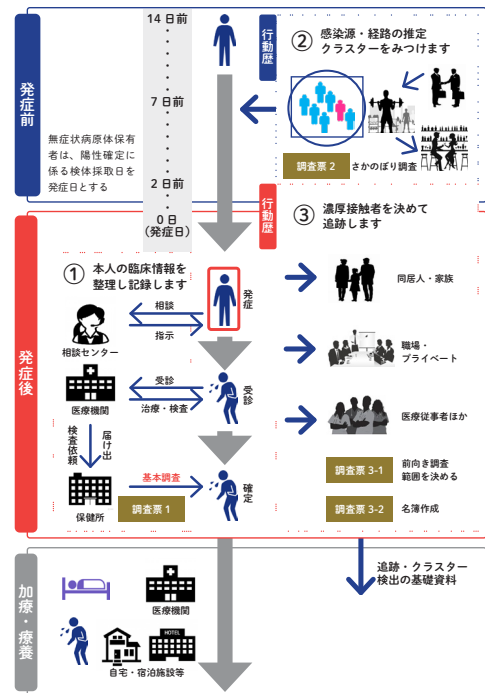 発症前
14日前
・
・
・
・
・
・
7日前
・
・
・
・
2日前
・
0日
(発症日)
無症状病原体保有
者は、陽性確定に
係る検体採取日を
発症日とする
行動歴
② 感染源・経路の推定
クラスターをみつけます
調査票 2 さかのぼり調査
行動歴
③ 濃厚接触者を決めて
追跡します
同居人・家族
職場・
プライベート
医療従事者ほか
調査票 3-1 前向き調査
範囲を決める
調査票 3-2 名簿作成
発症後
① 本人の臨床情報を
整理し記録します
発症
相談
指示
相談センター
受診
治療・検査
受診
医療機関
検査依頼
届け出
基本調査
確定
保健所
調査票 1
追跡・クラスター
検出の基礎資料
加療・療養
医療機関
HOTEL
自宅・宿泊施設等